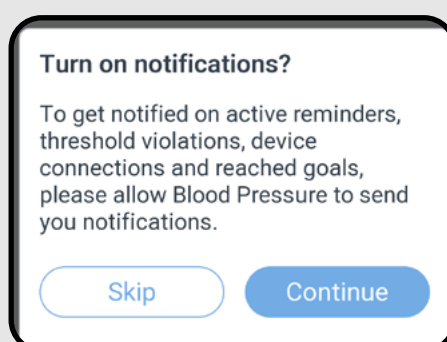 Turn on notifications?
To get notified on active reminders,
threshold violations, device
connections and reached goals,
please allow Blood Pressure to send
you notifications.
Skip
Continue